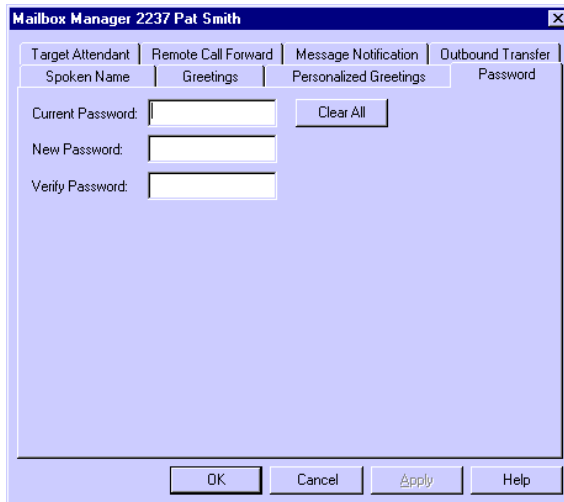 Mailbox Manager 2237 Pat Smith
Target Attendant Remote Call Forward Message Notification Outbound Transfer
Spoken Name Greetings Personalized Greetings Password
Current Password: Clear All
New Password:
Verify Password:
OK Cancel Apply Help